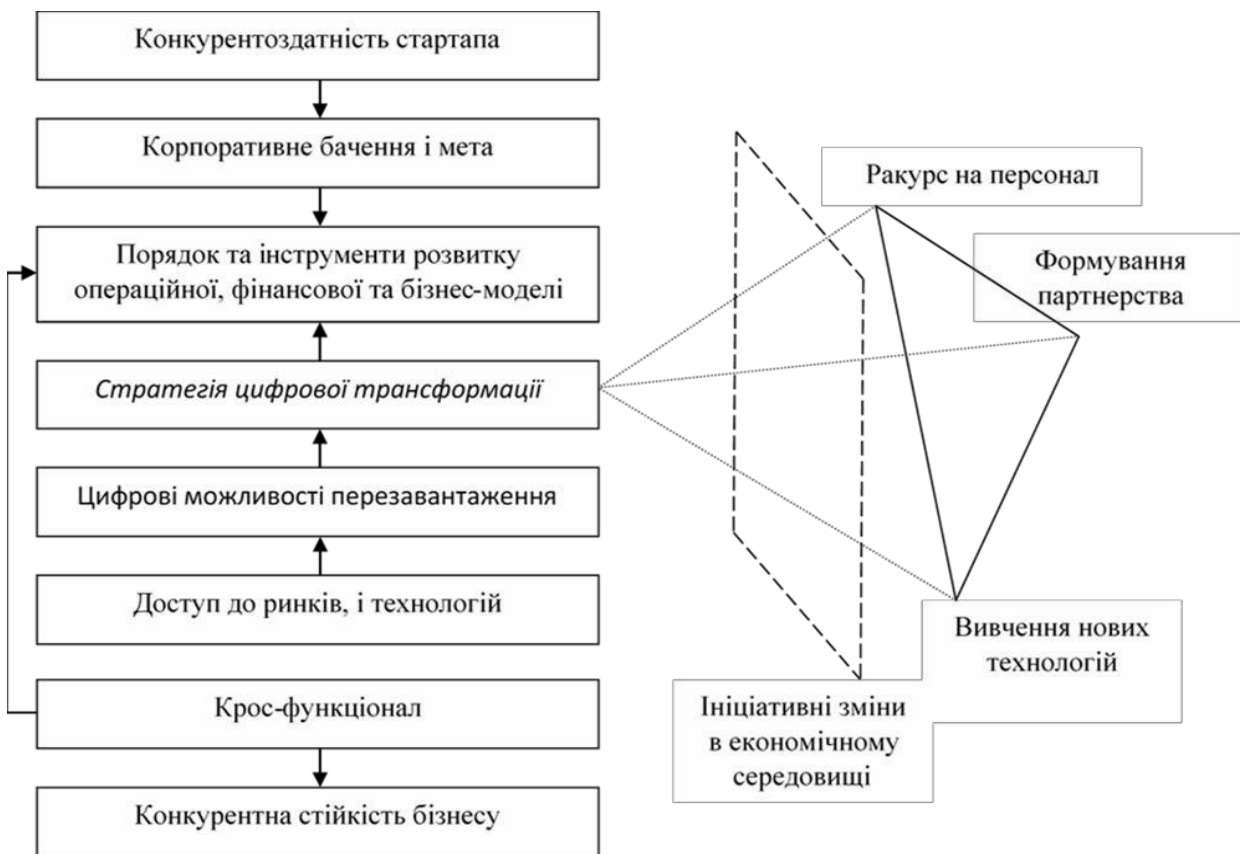 Конкурентоздатність стартапа
Корпоративне бачення і мета
Порядок та інструменти розвитку
операційної, фінансової та бізнес-моделі
Стратегія цифрової трансформації
Цифрові можливості перезавантаження
Доступ до ринків, і технологій
Крос-функціонал
Конкурентна стійкість бізнесу
Ракурс на персонал
Формування
партнерства
Вивчення нових
технологій
Ініціативні зміни
в економічному
середовищі